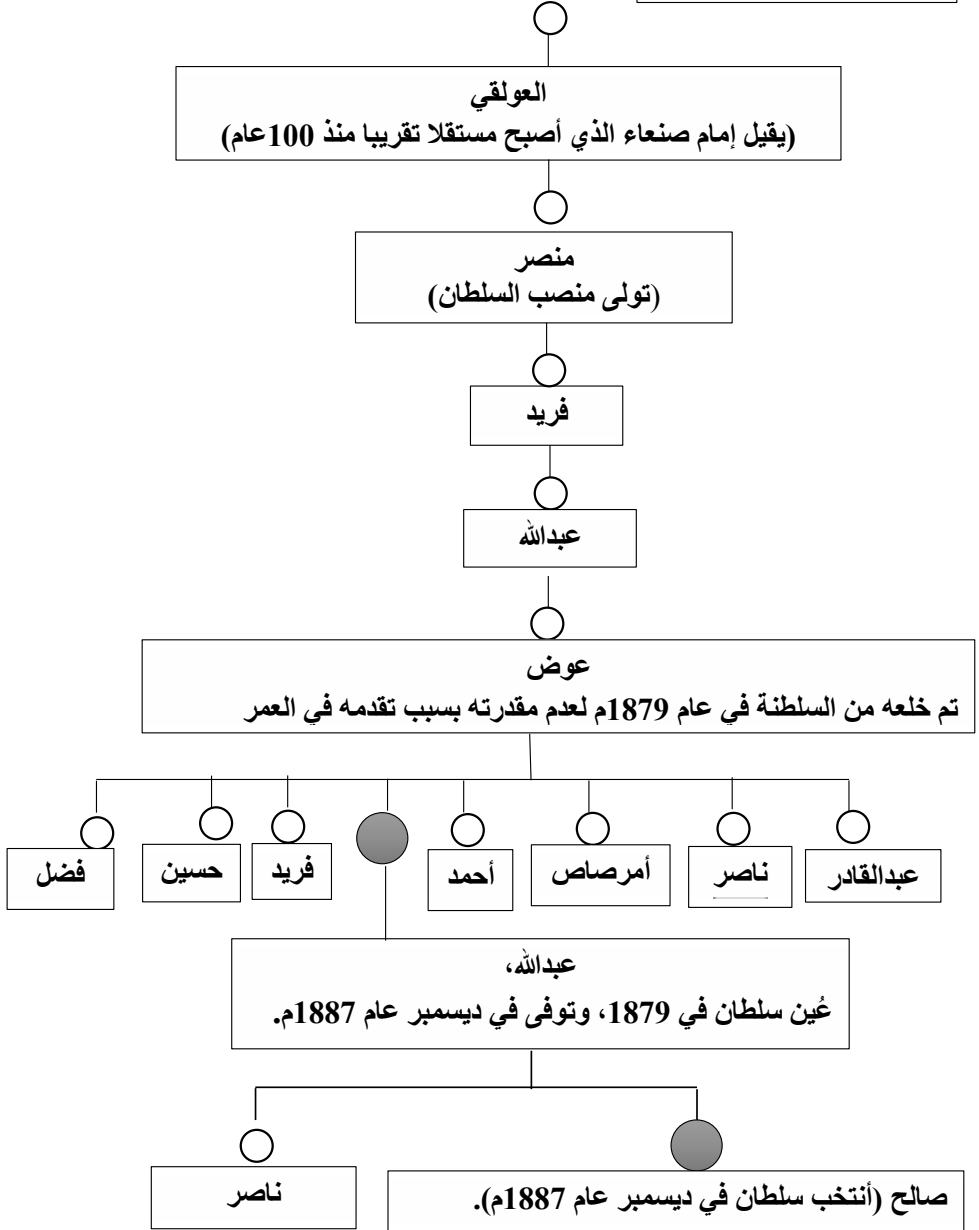 العولقي
(يقيل إمام صنعاء الذي أصبح مستقلا تقريبا منذ 100عام)
منصر
(تولى منصب السلطان)
فريد
عبدالله
عوض
تم خلعه من السلطنة في عام 1879م لعدم مقدرته بسبب تقدمه في العمر
عبدالقادر
ناصر
أمرصاص
أحمد
فريد
حسين
فضل
عبدالله،
عُين سلطان في 1879، وتوفى في ديسمبر عام 1887م.
صالح (أنتخب سلطان في ديسمبر عام 1887م).
ناصر